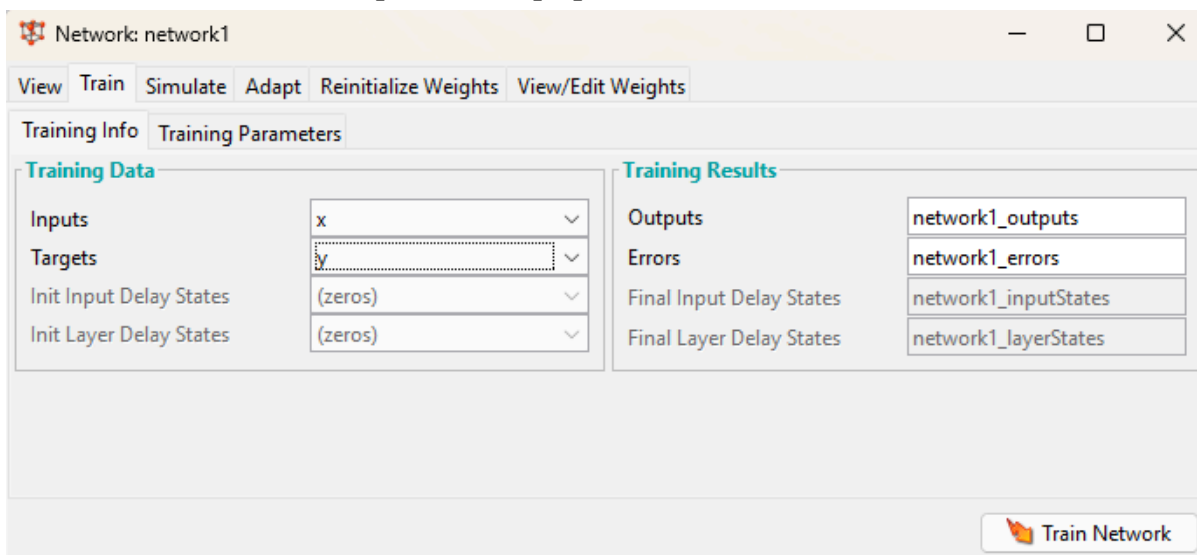 Network: network1
View Train Simulate Adapt Reinitialize Weights View/Edit Weights
Training Info Training Parameters
Training Data
Inputs x
Targets y
Init Input Delay States (zeros)
Init Layer Delay States (zeros)
Training Results
Outputs network1_outputs
Errors network1_errors
Final Input Delay States network1_inputStates
Final Layer Delay States network1_layerStates
Train Network